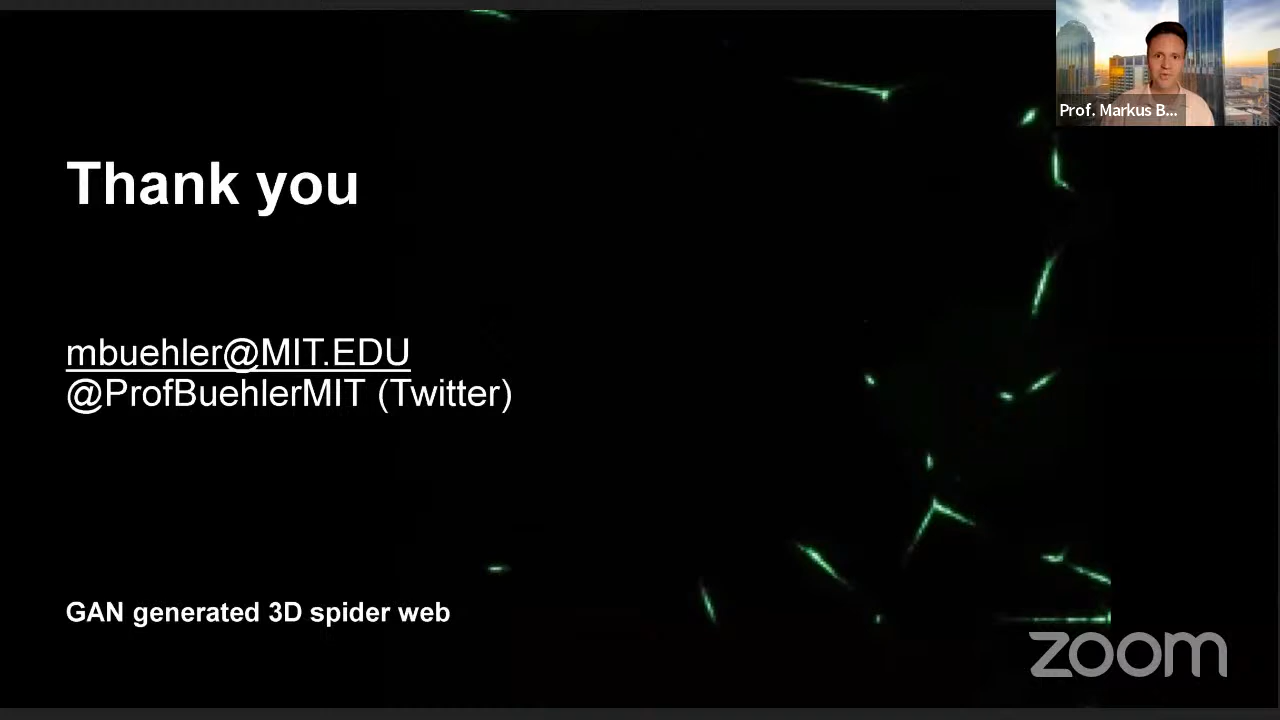 Prof. Markus B...
Thank you
mbuehler@MIT.EDU
@ProfBuehlerMIT (Twitter)
GAN generated 3D spider web
zoom